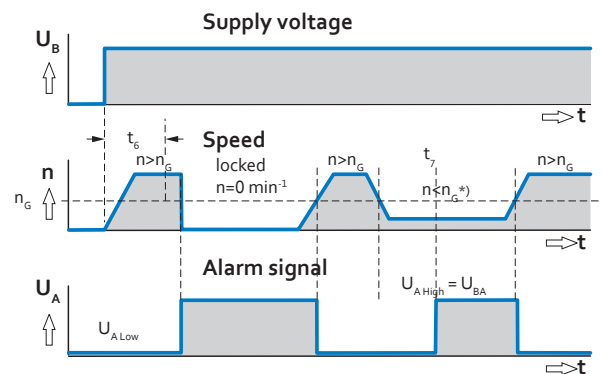 Supply voltage
U_B
t
t_6
Speed
t_7
n>n_G
locked
n>n_G
n>n_G
n
n=0 min⁻¹
n<n_G*)
n_G
t
Alarm signal
U_A
U_A High = U_BA
U_A Low
t